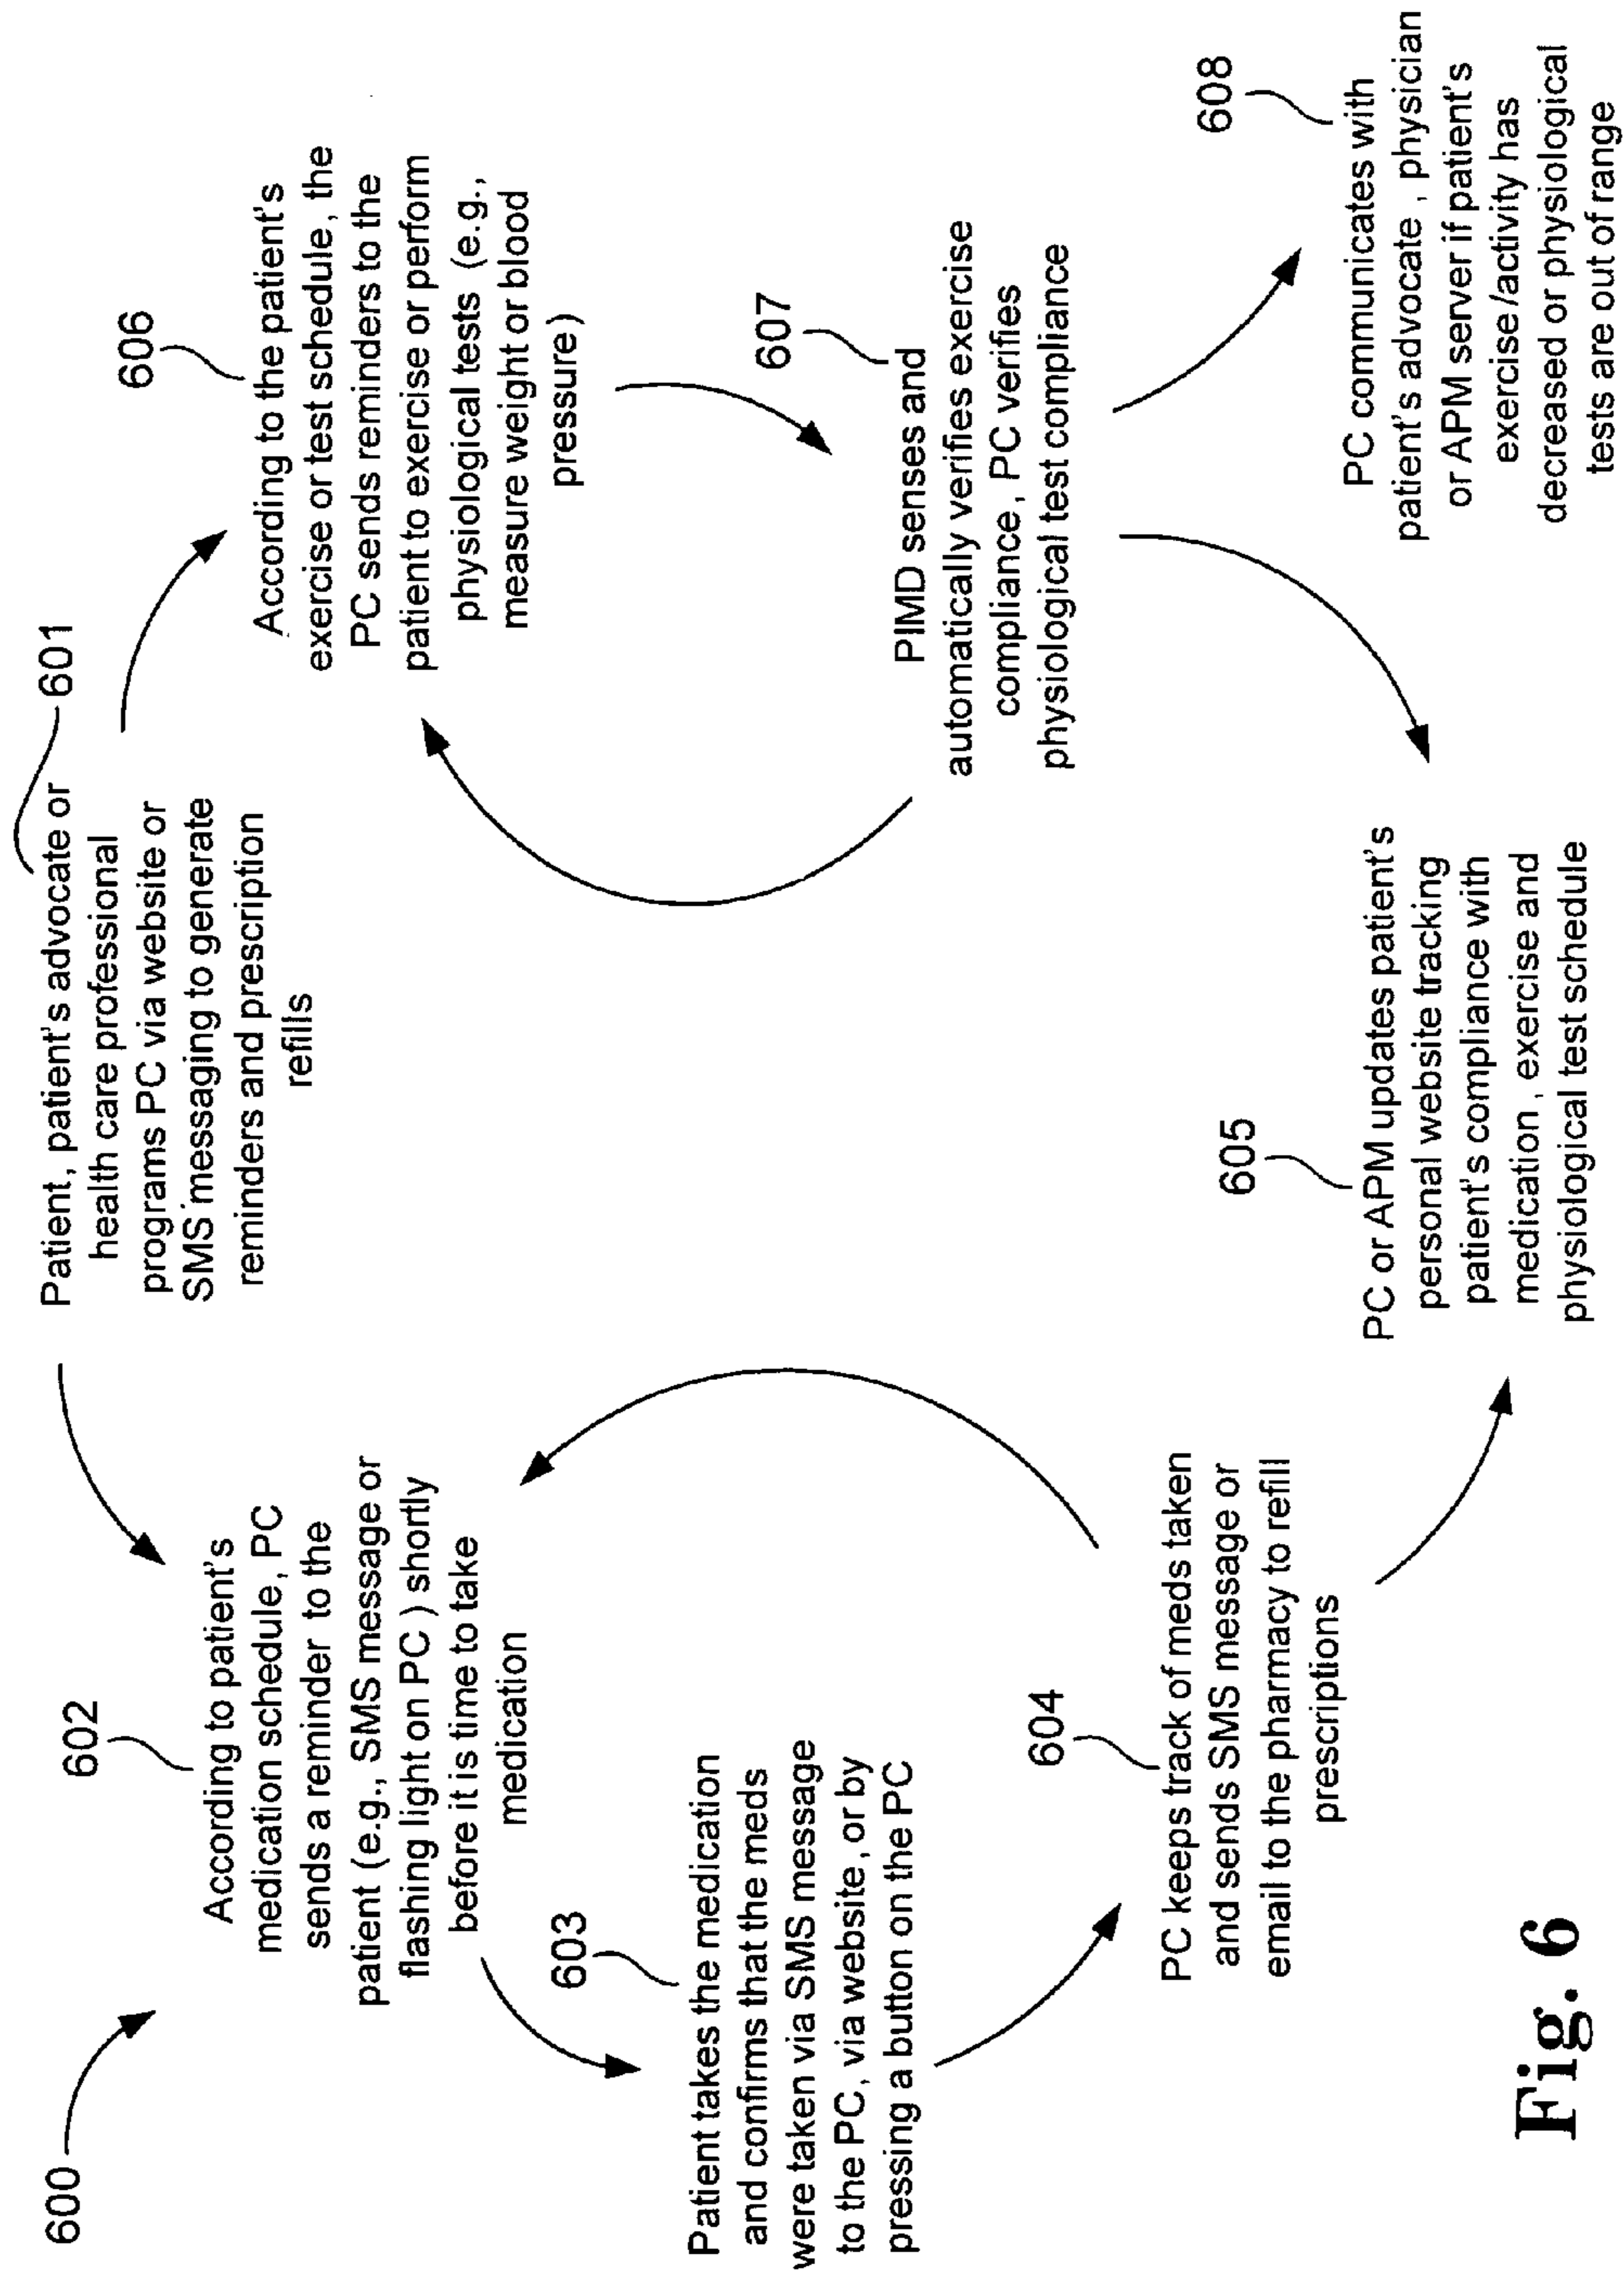 600
601
Patient, patient's advocate or
health care professional
programs PC via website or
SMS messaging to generate
reminders and prescription
refills
602
According to patient's
medication schedule, PC
sends a reminder to the
patient (e.g., SMS message or
flashing light on PC) shortly
before it is time to take
medication
606
According to the patient's
exercise or test schedule, the
PC sends reminders to the
patient to exercise or perform
physiological tests (e.g.,
measure weight or blood
pressure)
603
Patient takes the medication
and confirms that the meds
were taken via SMS message
to the PC, via website, or by
pressing a button on the PC
607
PIMD senses and
automatically verifies exercise
compliance, PC verifies
physiological test compliance
604
PC keeps track of meds taken
and sends SMS message or
email to the pharmacy to refill
prescriptions
605
PC or APM updates patient's
personal website tracking
patient's compliance with
medication, exercise and
physiological test schedule
608
PC communicates with
patient's advocate, physician
or APM server if patient's
exercise/activity has
decreased or physiological
tests are out of range
Fig. 6